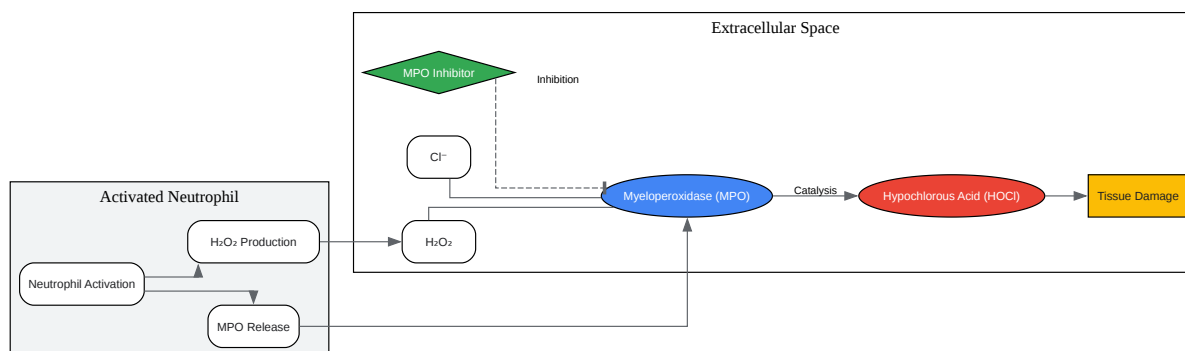 Extracellular Space
MPO Inhibitor
Inhibition
Cl⁻
Activated Neutrophil
Myeloperoxidase (MPO)
Catalysis
Hypochlorous Acid (HOCl)
Tissue Damage
H₂O₂ Production
H₂O₂
Neutrophil Activation
MPO Release